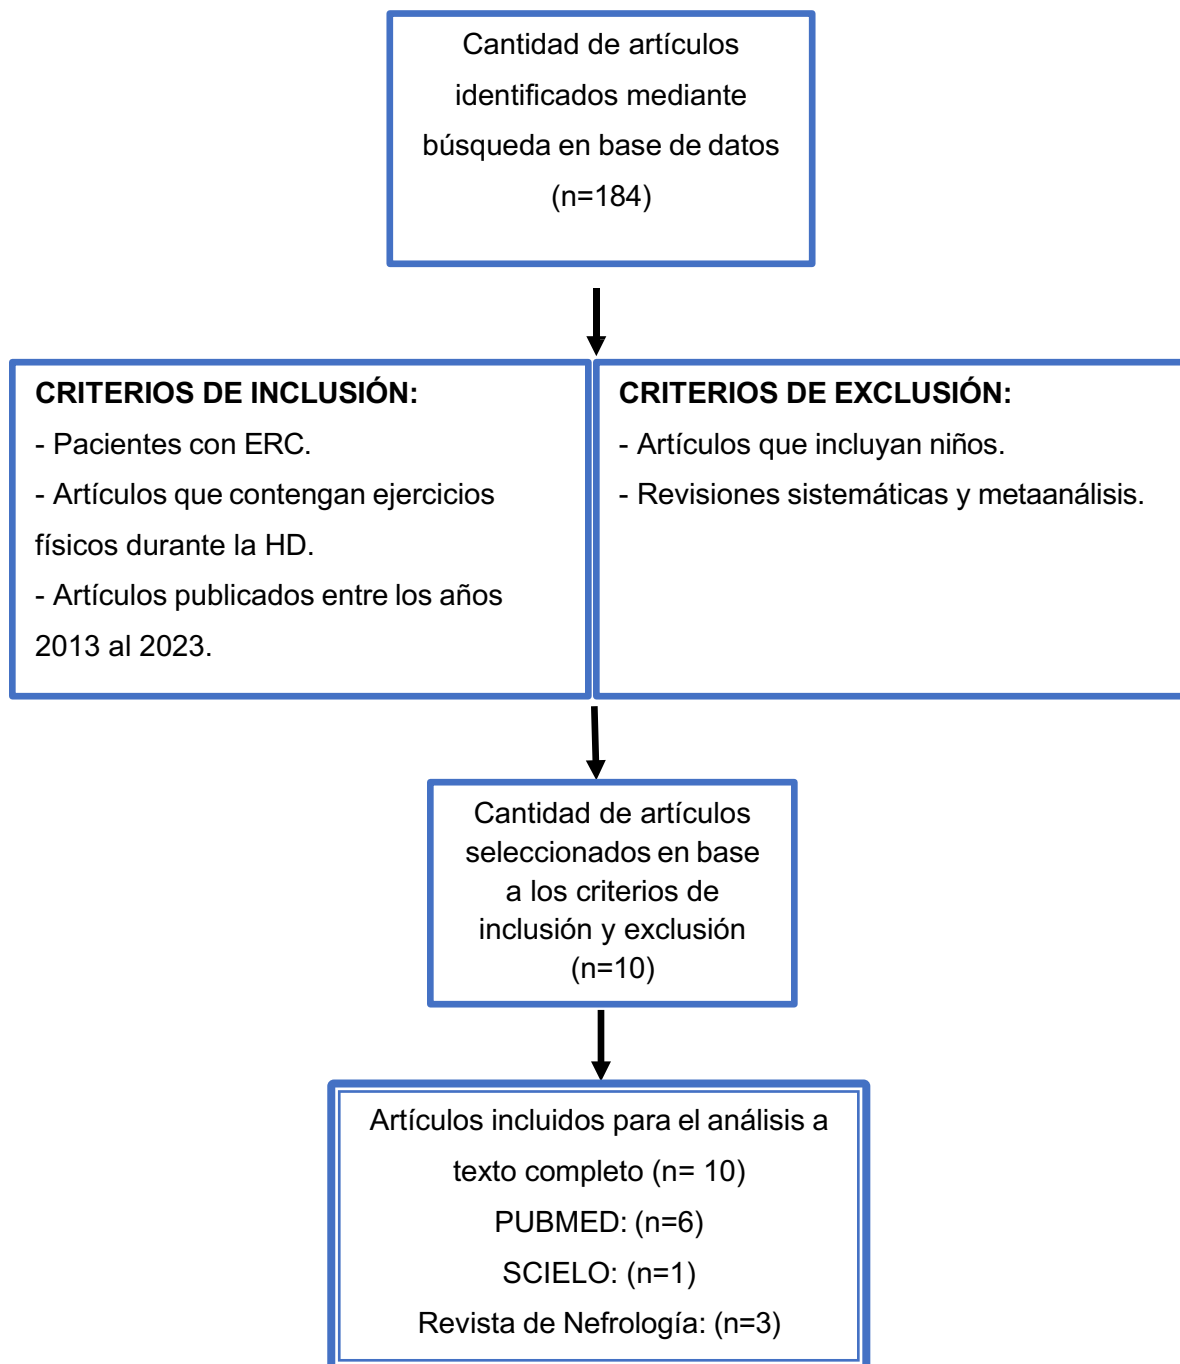 Cantidad de artículos
identificados mediante
búsqueda en base de datos
(n=184)
CRITERIOS DE INCLUSIÓN:
- Pacientes con ERC.
- Artículos que contengan ejercicios
físicos durante la HD.
- Artículos publicados entre los años
2013 al 2023.
CRITERIOS DE EXCLUSIÓN:
- Artículos que incluyan niños.
- Revisiones sistemáticas y metaanálisis.
Cantidad de artículos
seleccionados en base
a los criterios de
inclusión y exclusión
(n=10)
Artículos incluidos para el análisis a
texto completo (n= 10)
PUBMED: (n=6)
SCIELO: (n=1)
Revista de Nefrología: (n=3)